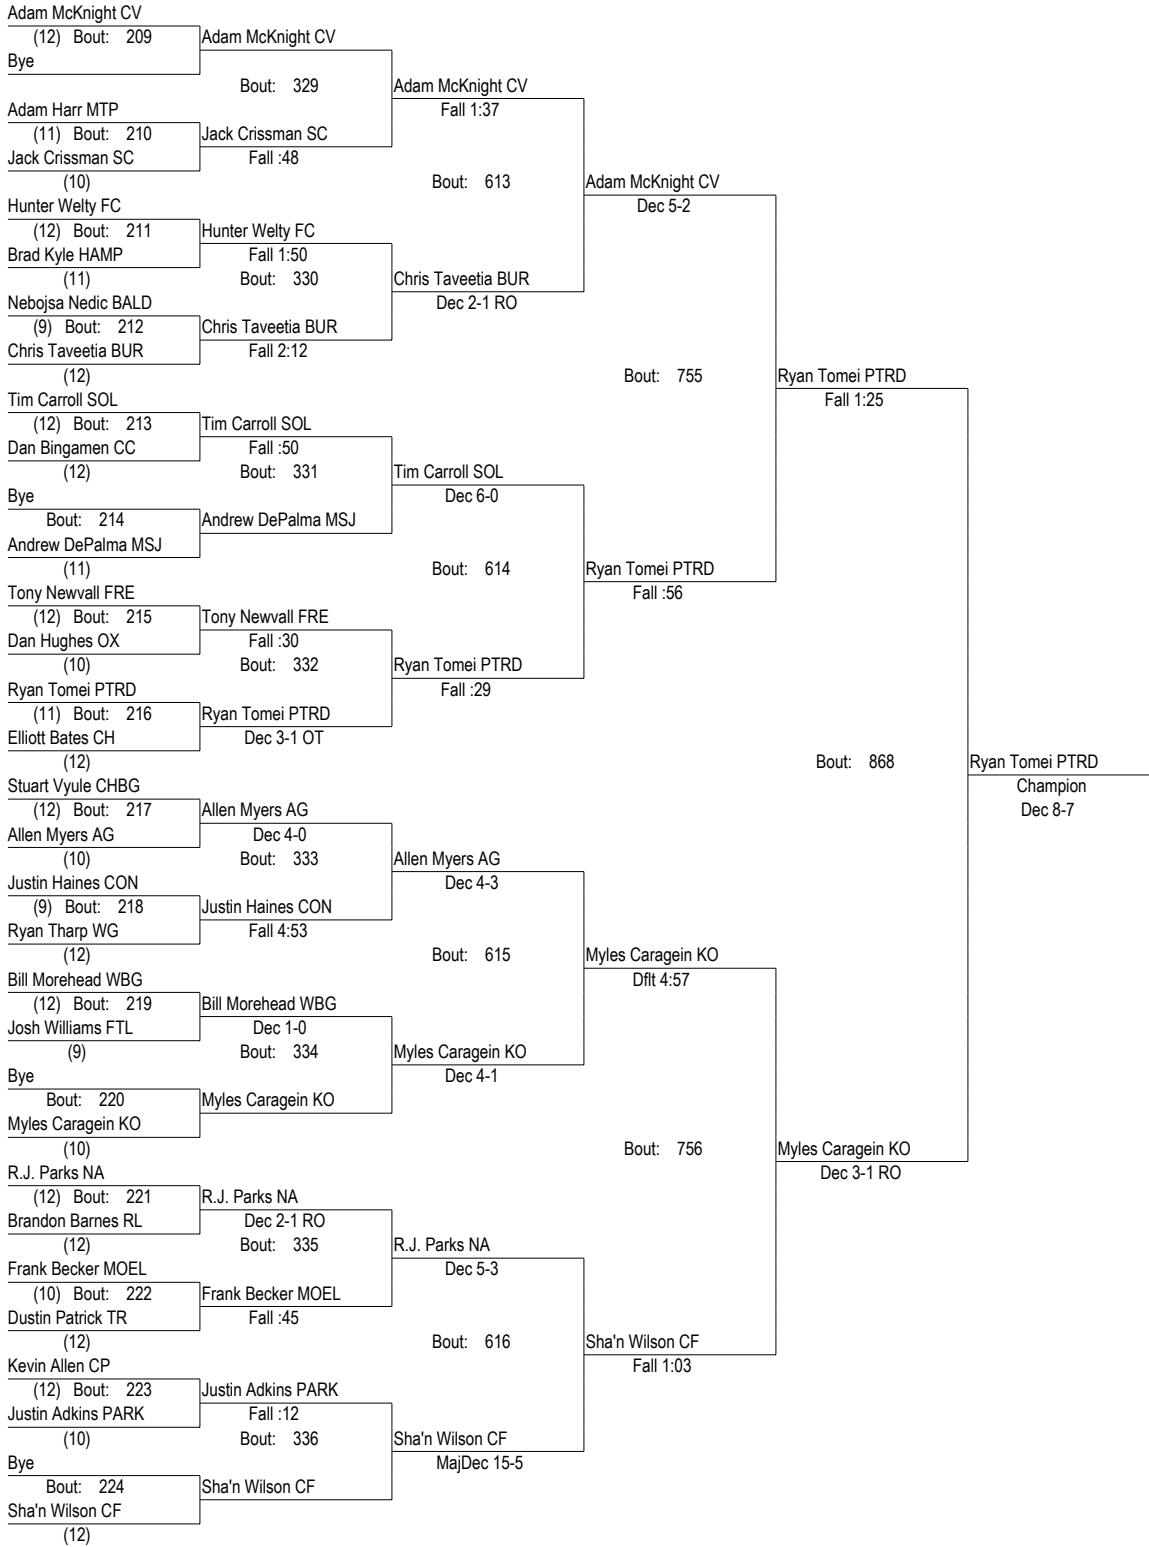 Adam McKnight CV
(12) Bout: 209
Adam McKnight CV
Bye
Bout: 329
Adam McKnight CV
Adam Harr MTP
Fall 1:37
(11) Bout: 210
Jack Crissman SC
Jack Crissman SC
Fall :48
(10)
Bout: 613
Adam McKnight CV
Hunter Welty FC
Dec 5-2
(12) Bout: 211
Hunter Welty FC
Brad Kyle HAMP
Fall 1:50
(11)
Bout: 330
Chris Taveetia BUR
Nebojsa Nedic BALD
Dec 2-1 RO
(9) Bout: 212
Chris Taveetia BUR
Chris Taveetia BUR
Fall 2:12
(12)
Bout: 755
Ryan Tomei PTRD
Tim Carroll SOL
Fall 1:25
(12) Bout: 213
Tim Carroll SOL
Dan Bingamen CC
Fall :50
(12)
Bout: 331
Tim Carroll SOL
Bye
Dec 6-0
Bout: 214
Andrew DePalma MSJ
Andrew DePalma MSJ
(11)
Bout: 614
Ryan Tomei PTRD
Tony Newvall FRE
Fall :56
(12) Bout: 215
Tony Newvall FRE
Dan Hughes OX
Fall :30
(10)
Bout: 332
Ryan Tomei PTRD
Ryan Tomei PTRD
Fall :29
(11) Bout: 216
Ryan Tomei PTRD
Elliott Bates CH
Dec 3-1 OT
(12)
Bout: 868
Ryan Tomei PTRD
Stuart Vyule CHBG
Champion
(12) Bout: 217
Allen Myers AG
Dec 8-7
Allen Myers AG
Dec 4-0
(10)
Bout: 333
Allen Myers AG
Justin Haines CON
Dec 4-3
(9) Bout: 218
Justin Haines CON
Ryan Tharp WG
Fall 4:53
(12)
Bout: 615
Myles Caragein KO
Bill Morehead WBG
Dflt 4:57
(12) Bout: 219
Bill Morehead WBG
Josh Williams FTL
Dec 1-0
(9)
Bout: 334
Myles Caragein KO
Bye
Dec 4-1
Bout: 220
Myles Caragein KO
Myles Caragein KO
(10)
Bout: 756
Myles Caragein KO
R.J. Parks NA
Dec 3-1 RO
(12) Bout: 221
R.J. Parks NA
Brandon Barnes RL
Dec 2-1 RO
(12)
Bout: 335
R.J. Parks NA
Frank Becker MOEL
Dec 5-3
(10) Bout: 222
Frank Becker MOEL
Dustin Patrick TR
Fall :45
(12)
Bout: 616
Sha'n Wilson CF
Kevin Allen CP
Fall 1:03
(12) Bout: 223
Justin Adkins PARK
Justin Adkins PARK
Fall :12
(10)
Bout: 336
Sha'n Wilson CF
Bye
MajDec 15-5
Bout: 224
Sha'n Wilson CF
Sha'n Wilson CF
(12)